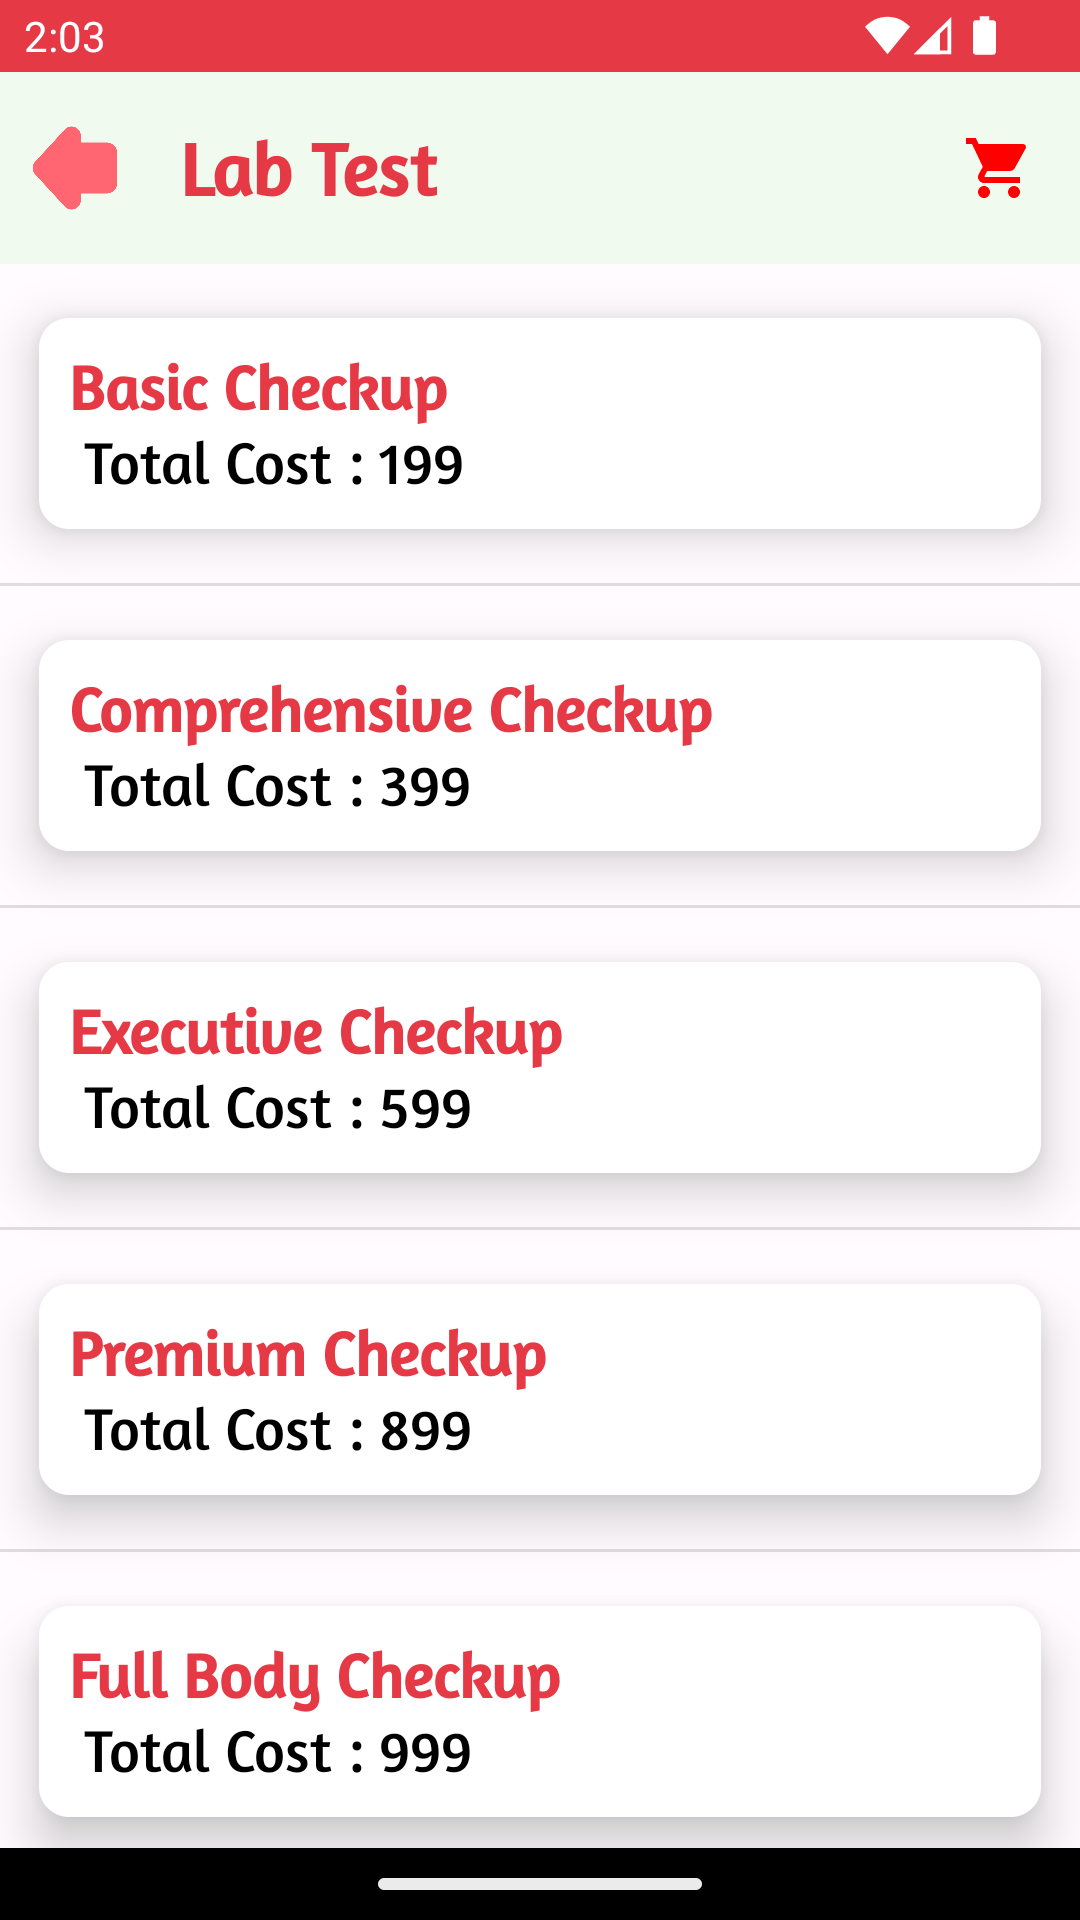 2:03
Lab Test
Basic Checkup
Total Cost : 199
Comprehensive Checkup
Total Cost : 399
Executive Checkup
Total Cost : 599
Premium Checkup
Total Cost : 899
Full Body Checkup
Total Cost : 999